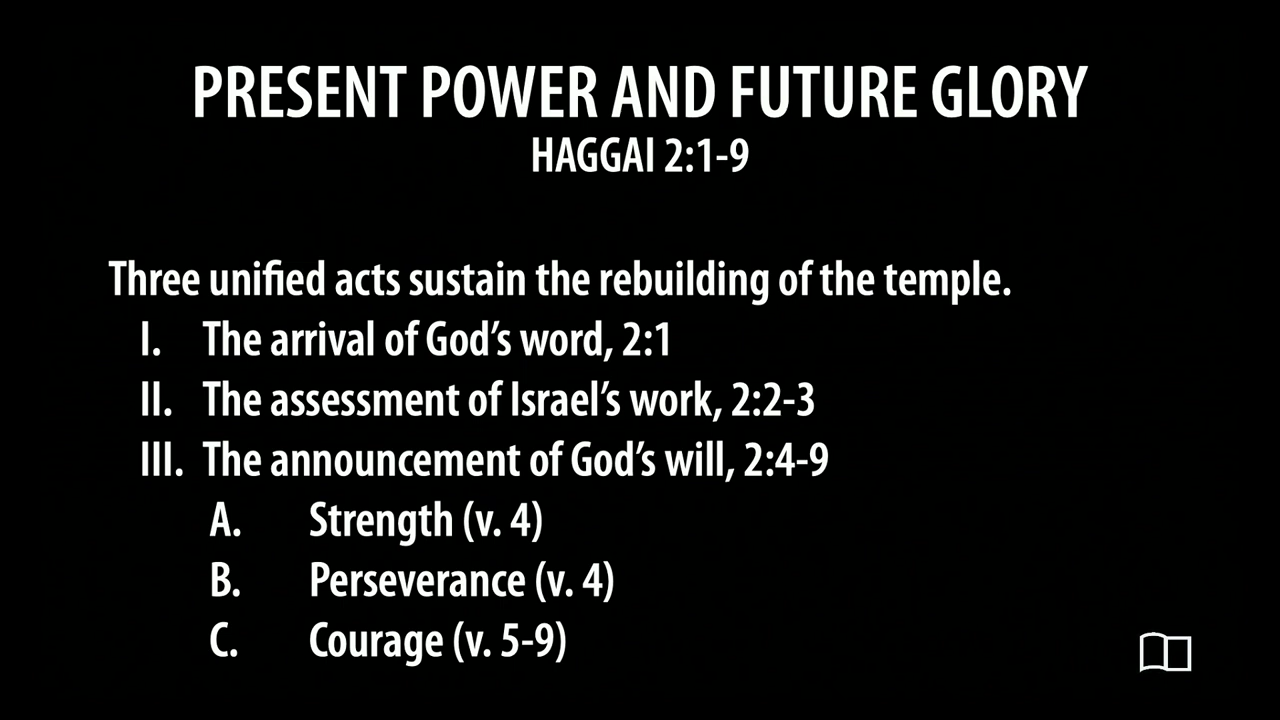 PRESENT POWER AND FUTURE GLORY
HAGGAI 2:1-9
Three unified acts sustain the rebuilding of the temple.
I. The arrival of God’s word, 2:1
II. The assessment of Israel’s work, 2:2-3
III. The announcement of God’s will, 2:4-9
A. Strength (v. 4)
B. Perseverance (v. 4)
C. Courage (v. 5-9)